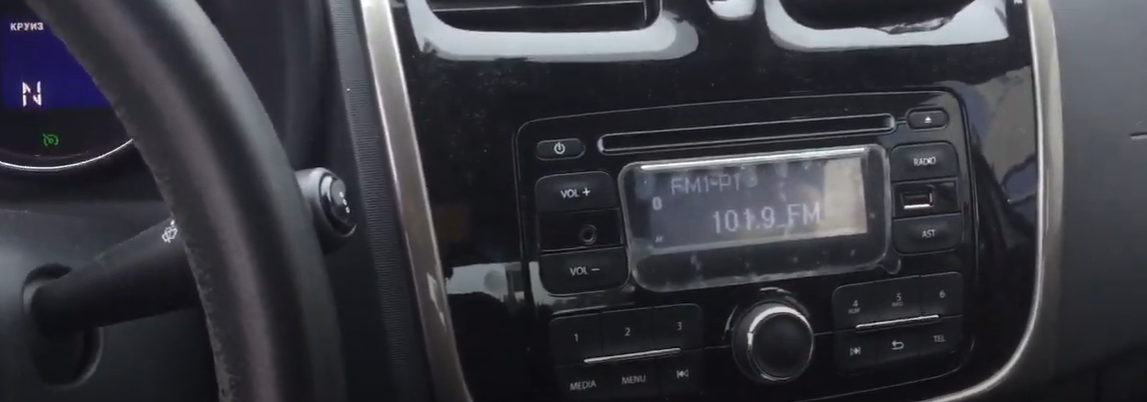 КРУИЗ
N
RADIO
VOL +
FM1-P1
101.9 FM
AF
AST
VOL −
1 2 3
4 5 6
MEDIA MENU
TEL